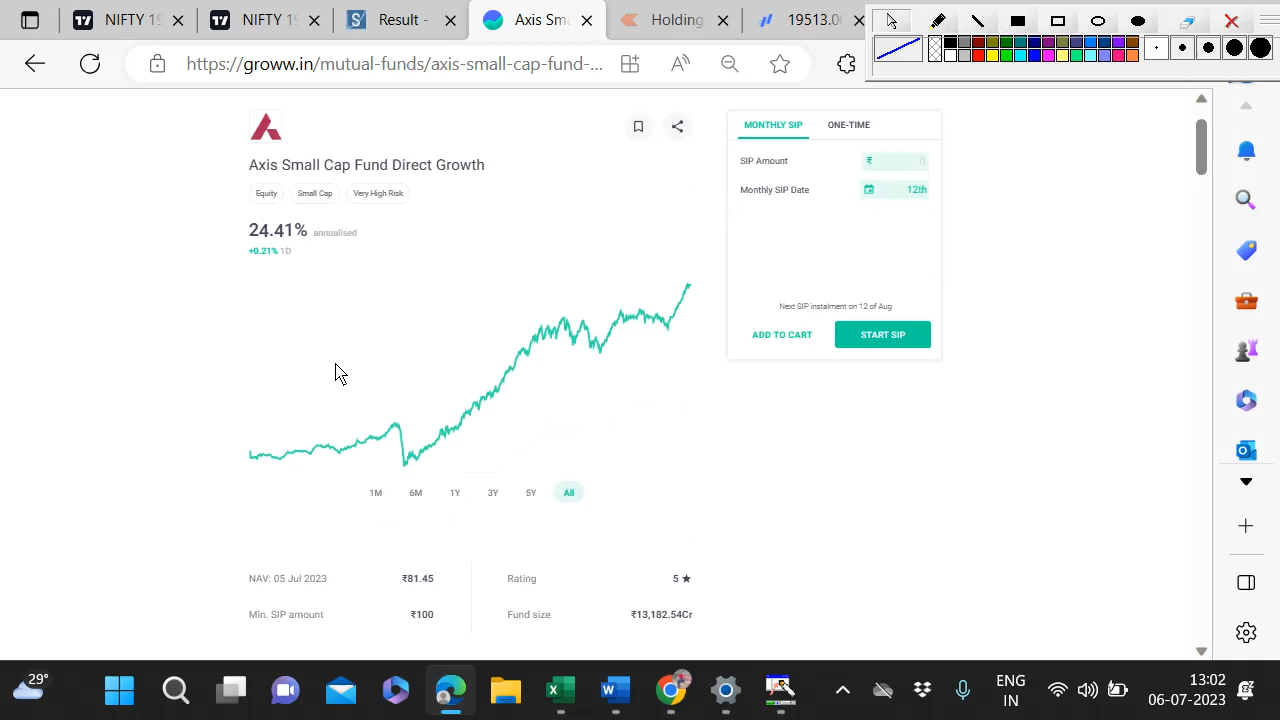 NIFTY 19
NIFTY 19
Result -
Axis Sma
Holding
19513.0
https://groww.in/mutual-funds/axis-small-cap-fund-...
Axis Small Cap Fund Direct Growth
Equity
Small Cap
Very High Risk
24.41% annualised
+0.21% 1D
1M
6M
1Y
3Y
5Y
All
NAV: 05 Jul 2023
₹81.45
Rating
5 ★
Min. SIP amount
₹100
Fund size
₹13,182.54Cr
MONTHLY SIP
ONE-TIME
SIP Amount
₹ 0
Monthly SIP Date
12th
Next SIP instalment on 12 of Aug
ADD TO CART
START SIP
29°
ENG
IN
13:02
06-07-2023